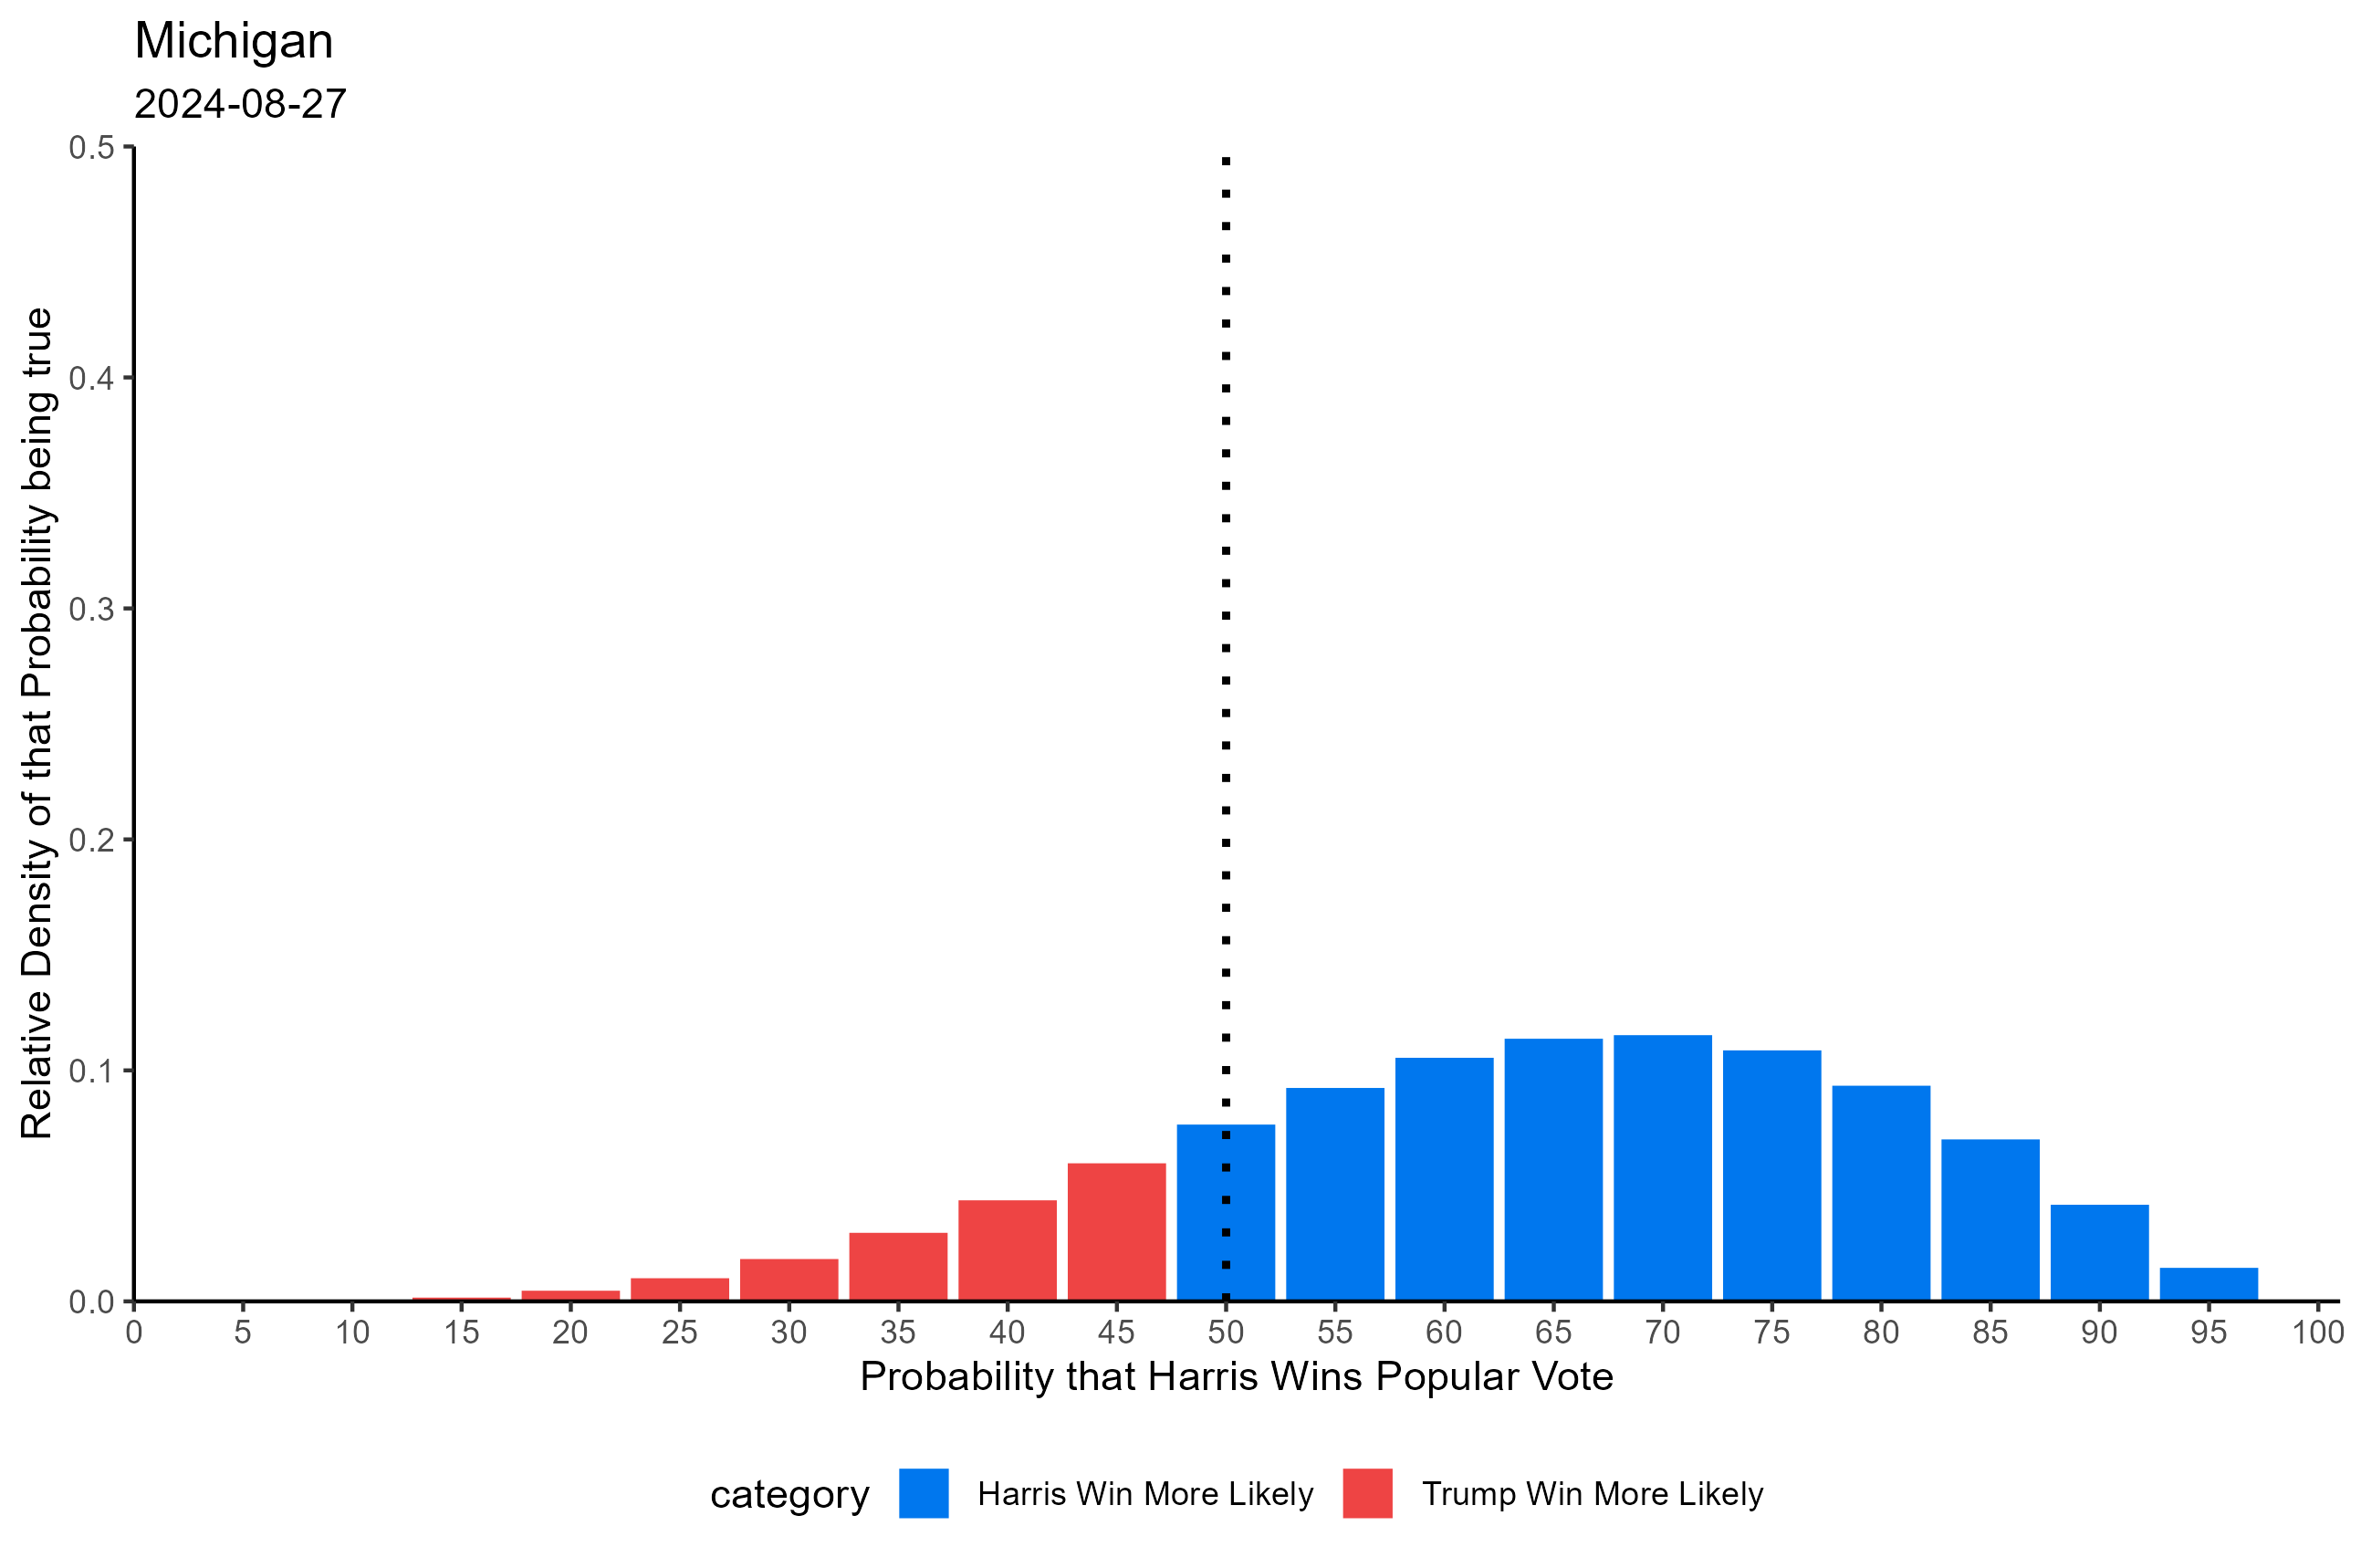 Michigan
2024-08-27
Relative Density of that Probability being true
0.5
0.4
0.3
0.2
0.1
0.0
0 5 10 15 20 25 30 35 40 45 50 55 60 65 70 75 80 85 90 95 100
Probability that Harris Wins Popular Vote
category Harris Win More Likely Trump Win More Likely